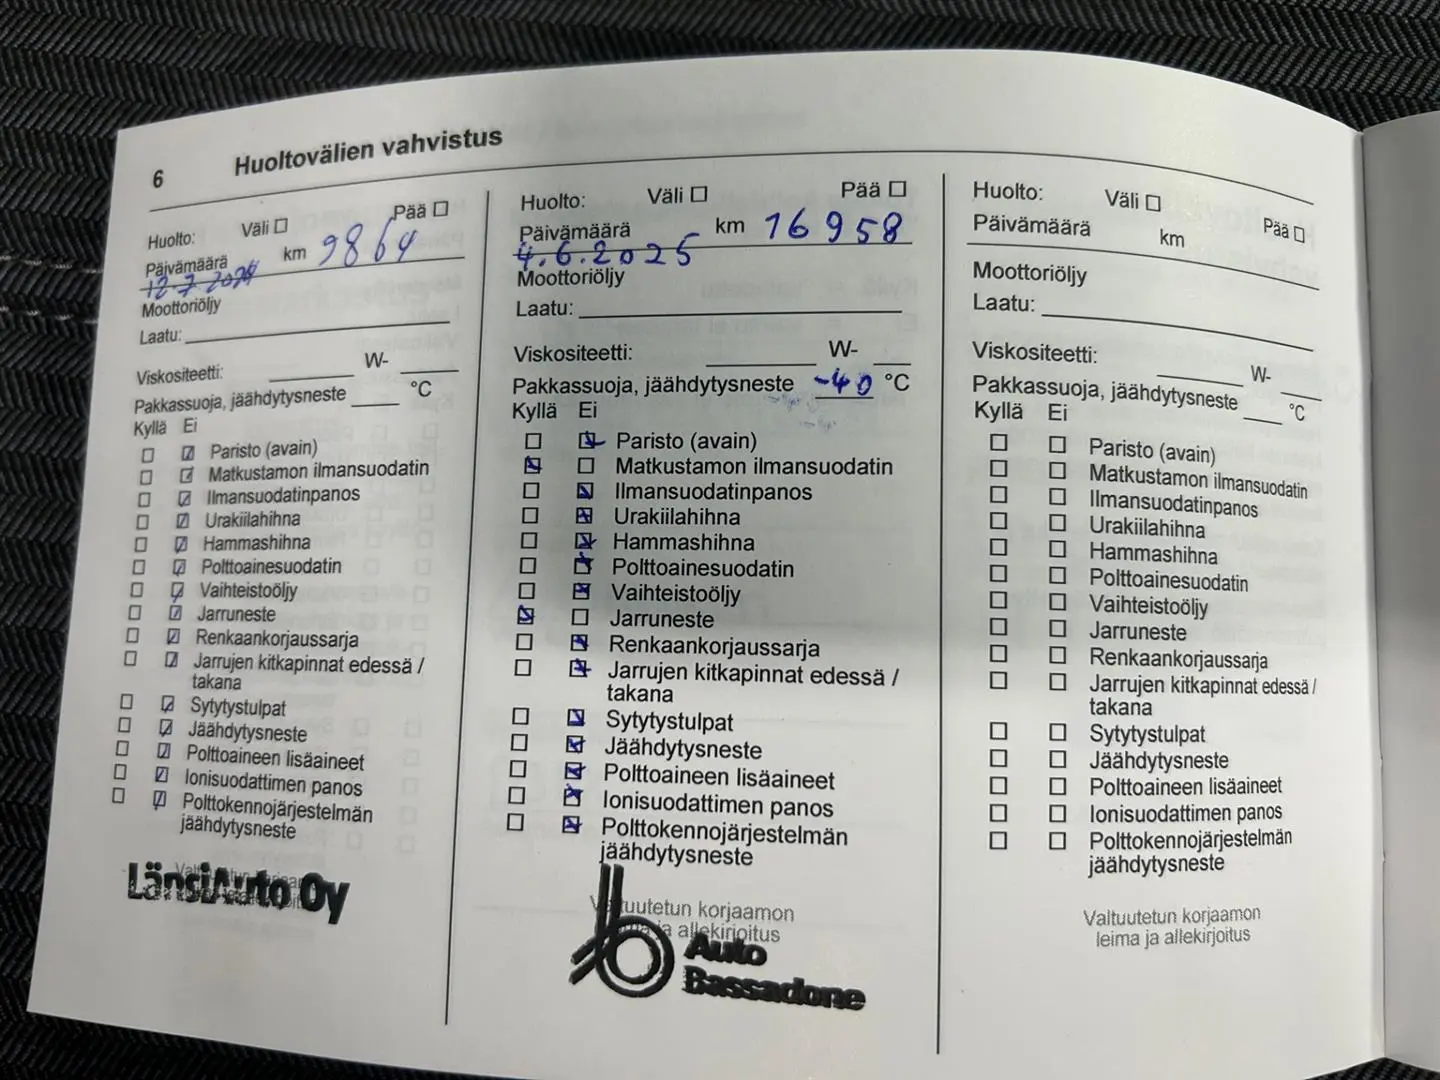 6 Huoltovälien vahvistus
Huolto: Väli Pää
Päivämäärä km 9864
12.7.2024
Moottoriöljy
Laatu:
Viskositeetti: W-
Pakkassuoja, jäähdytysneste °C
Kyllä Ei
Paristo (avain)
Matkustamon ilmansuodatin
Ilmansuodatinpanos
Urakiilahihna
Hammashihna
Polttoainesuodatin
Vaihteistoöljy
Jarruneste
Renkaankorjaussarja
Jarrujen kitkapinnat edessä /
takana
Sytytystulpat
Jäähdytysneste
Polttoaineen lisäaineet
Ionisuodattimen panos
Polttokennojärjestelmän
jäähdytysneste
LänsiAuto Oy
Huolto: Väli Pää
Päivämäärä km 16958
4.6.2025
Moottoriöljy
Laatu:
Viskositeetti: W-
Pakkassuoja, jäähdytysneste -40 °C
Kyllä Ei
Paristo (avain)
Matkustamon ilmansuodatin
Ilmansuodatinpanos
Urakiilahihna
Hammashihna
Polttoainesuodatin
Vaihteistoöljy
Jarruneste
Renkaankorjaussarja
Jarrujen kitkapinnat edessä /
takana
Sytytystulpat
Jäähdytysneste
Polttoaineen lisäaineet
Ionisuodattimen panos
Polttokennojärjestelmän
jäähdytysneste
Valtuutetun korjaamon
leima ja allekirjoitus
Auto
Bassadone
Huolto: Väli Pää
Päivämäärä km
Moottoriöljy
Laatu:
Viskositeetti: W-
Pakkassuoja, jäähdytysneste °C
Kyllä Ei
Paristo (avain)
Matkustamon ilmansuodatin
Ilmansuodatinpanos
Urakiilahihna
Hammashihna
Polttoainesuodatin
Vaihteistoöljy
Jarruneste
Renkaankorjaussarja
Jarrujen kitkapinnat edessä /
takana
Sytytystulpat
Jäähdytysneste
Polttoaineen lisäaineet
Ionisuodattimen panos
Polttokennojärjestelmän
jäähdytysneste
Valtuutetun korjaamon
leima ja allekirjoitus